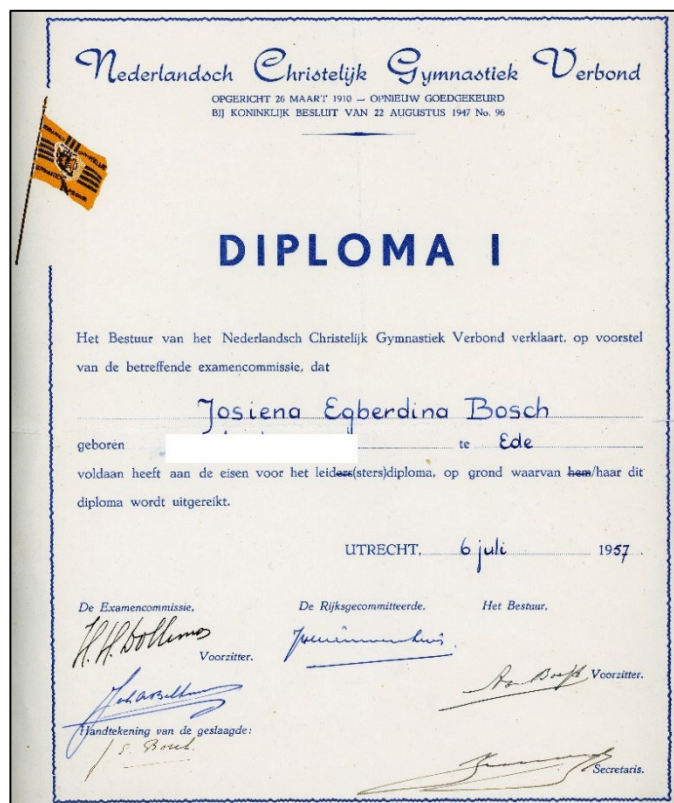 Nederlandsch Christelijk Gymnastiek Verbond
OPGERICHT 26 MAART 1910 — OPNIEUW GOEDGEKEURD
BIJ KONINKLIJK BESLUIT VAN 22 AUGUSTUS 1947 No. 96
DIPLOMA I
Het Bestuur van het Nederlandsch Christelijk Gymnastiek Verbond verklaart, op voorstel
van de betreffende examencommissie, dat
Josiena Egberdina Bosch
geboren te Ede
voldaan heeft aan de eisen voor het leiders(sters)diploma, op grond waarvan hem/haar dit
diploma wordt uitgereikt.
UTRECHT, 6 juli 1957
De Examencommissie, De Rijksgecommitteerde. Het Bestuur,
H. H. Dollema
Voorzitter.
Voorzitter.
Handtekening van de geslaagde:
Secretaris.